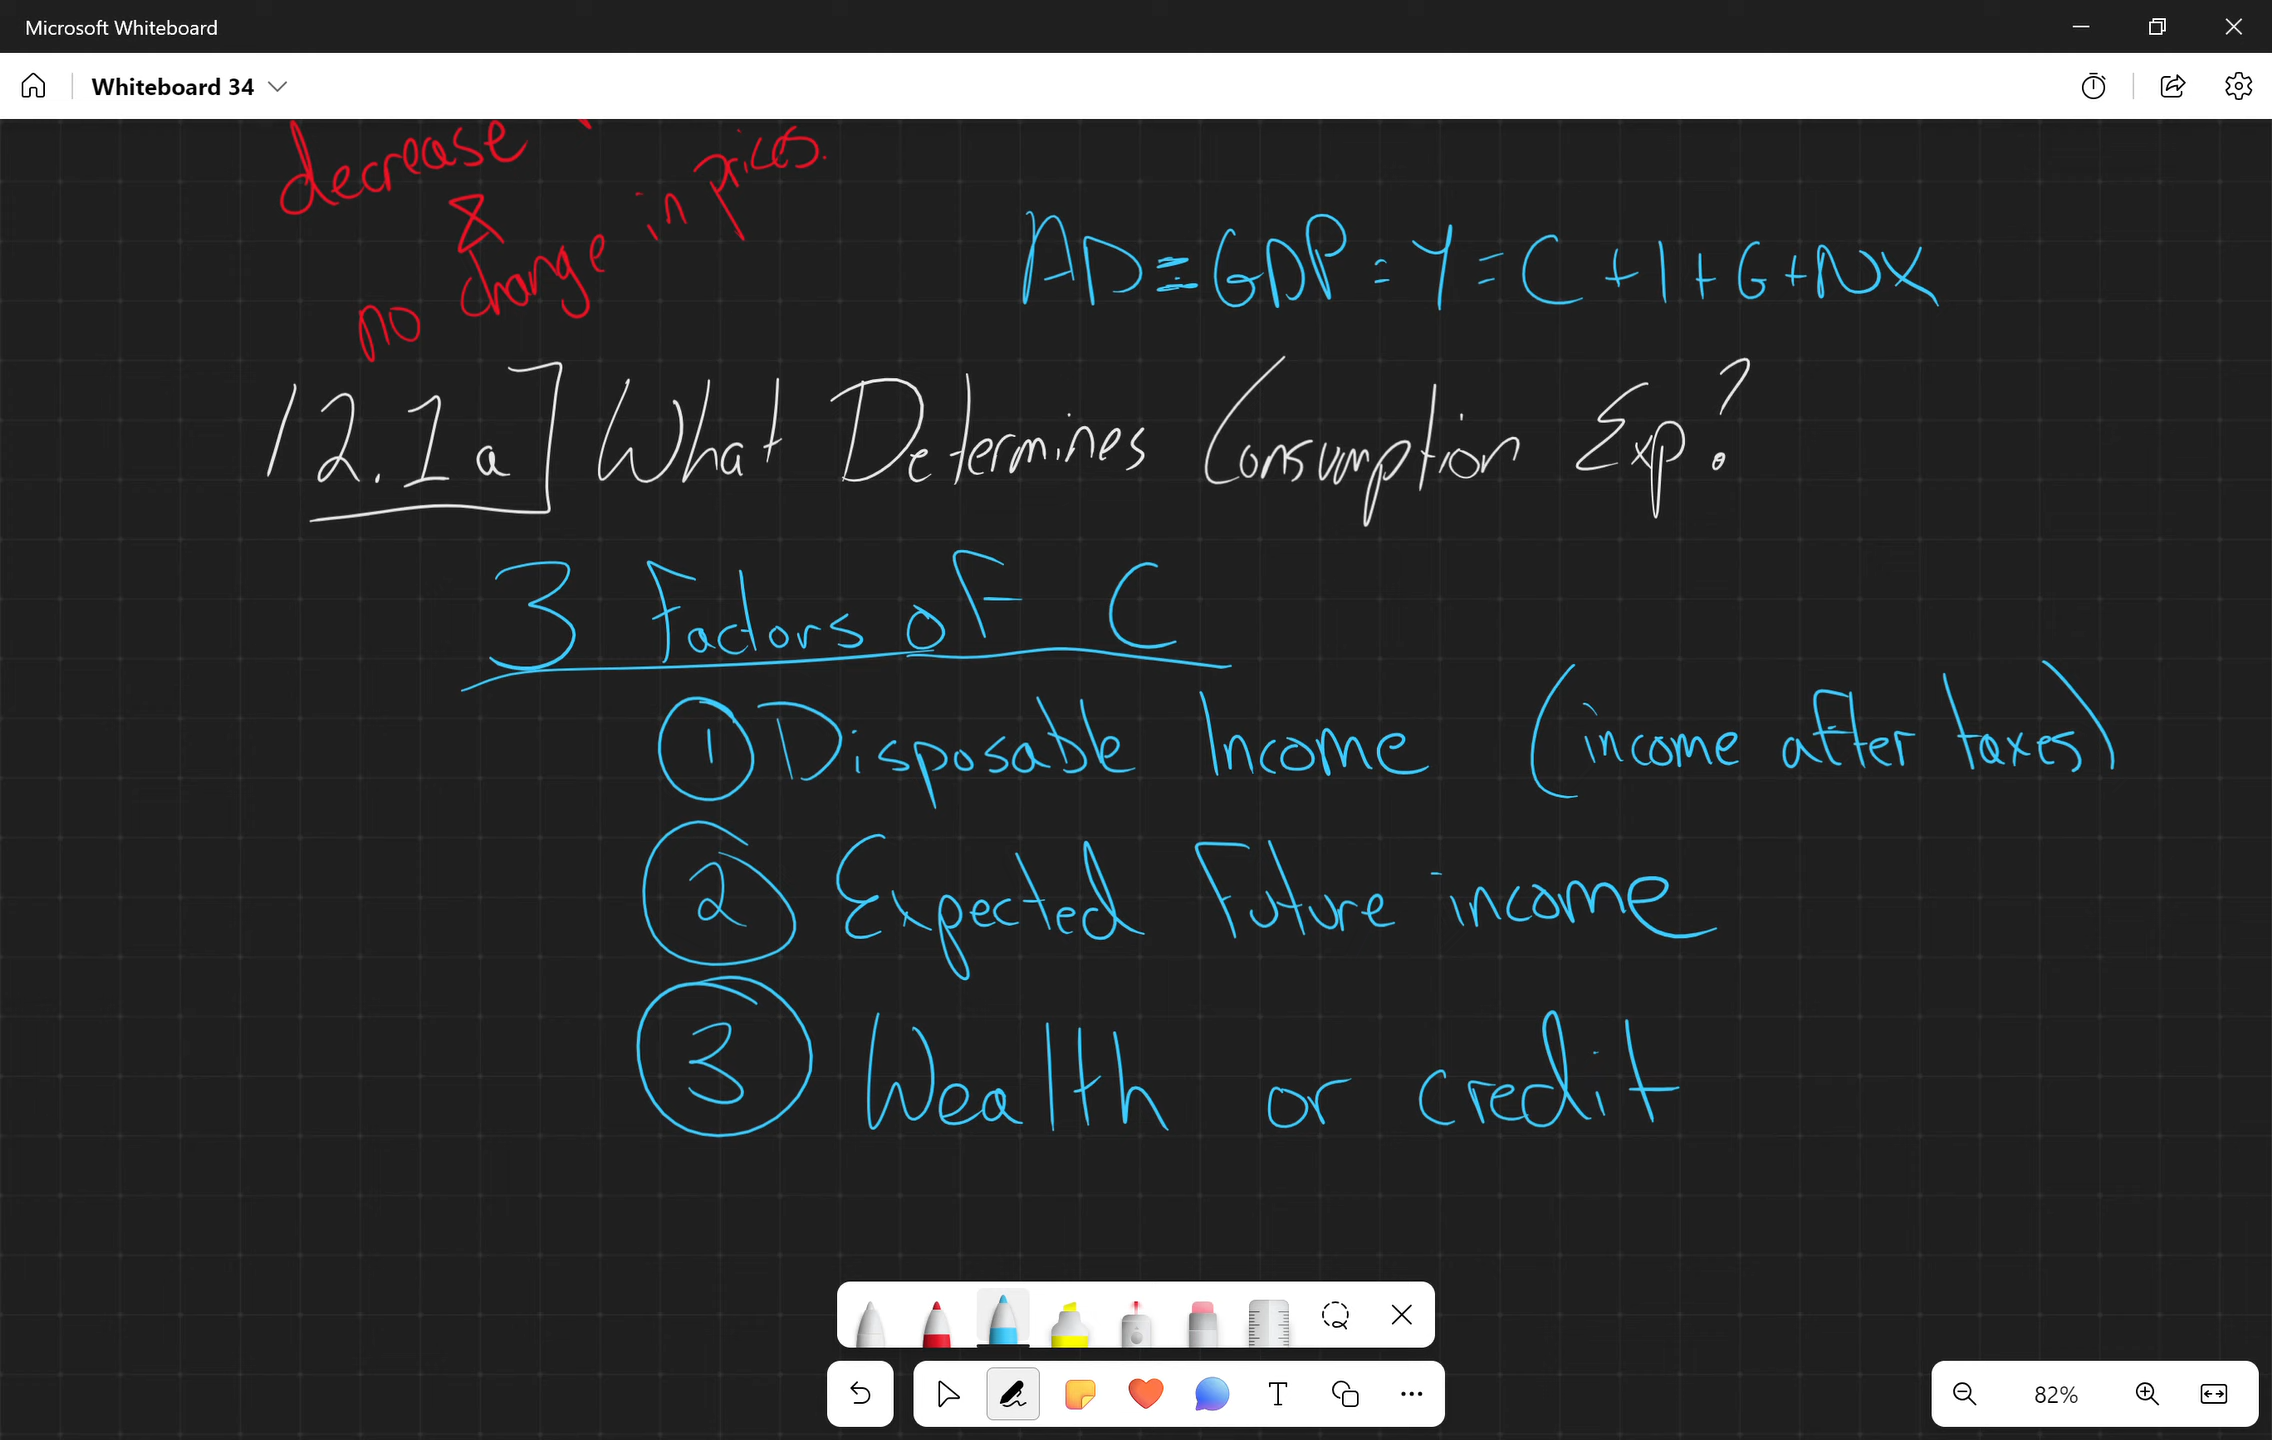 Microsoft Whiteboard
Whiteboard 34
decrease
&
no change in prices.
AD = GDP = Y = C + I + G + NX
12.1a] What Determines Consumption Exp?
3 Factors of C
① Disposable Income (income after taxes)
② Expected Future income
③ Wealth or credit
T
82%